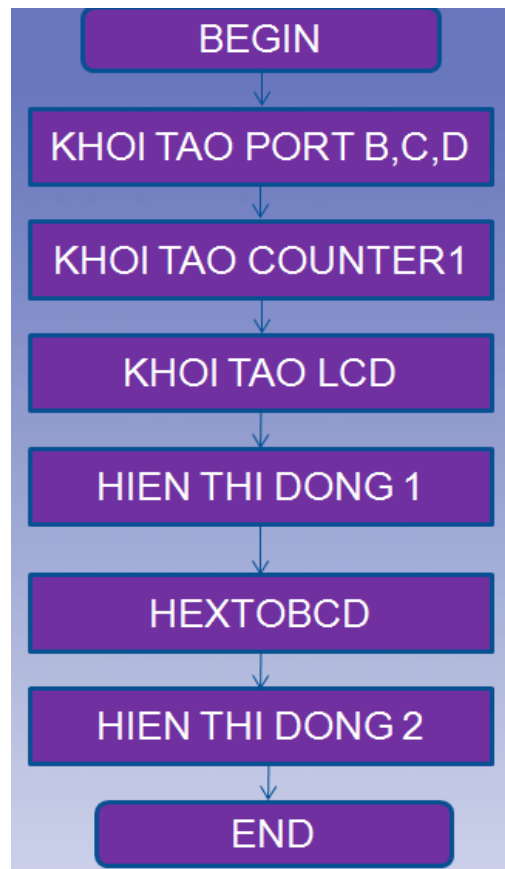 BEGIN
KHOI TAO PORT B,C,D
KHOI TAO COUNTER1
KHOI TAO LCD
HIEN THI DONG 1
HEXTOBCD
HIEN THI DONG 2
END